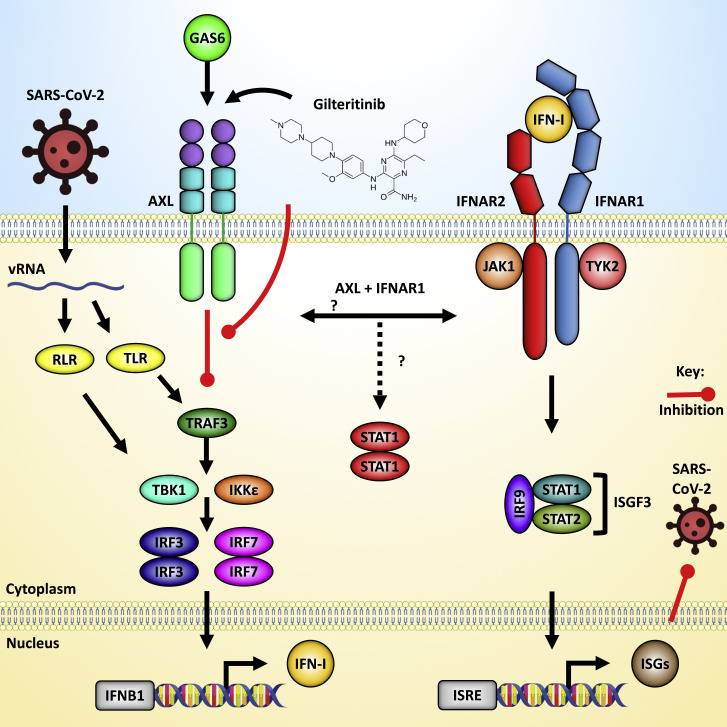 GAS6
SARS-CoV-2
Gilteritinib
IFN-I
N
N
N
O
HN
N
N
N
H
O
O
NH₂
AXL
IFNAR2
IFNAR1
vRNA
JAK1
TYK2
AXL + IFNAR1
?
?
RLR
TLR
Key:
Inhibition
TRAF3
STAT1
STAT1
TBK1
IKKε
IRF9
STAT1
STAT2
ISGF3
SARS-
CoV-2
IRF3
IRF7
IRF3
IRF7
Cytoplasm
Nucleus
IFN-I
ISGs
IFNB1
ISRE